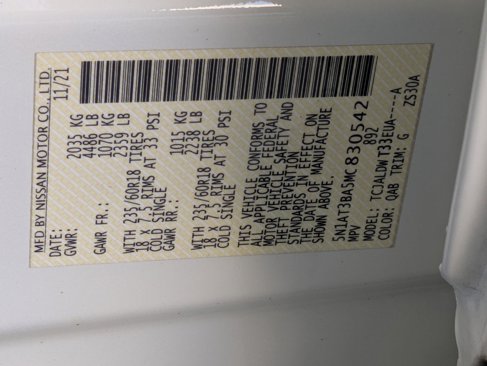 MFD BY NISSAN MOTOR CO., LTD.
DATE: 11/21
GVWR: 2035 KG
4486 LB
GAWR FR.: 1070 KG
2359 LB
WITH 235/60R18 TIRES
18 X 7.5 RIMS AT 33 PSI
COLD SINGLE
GAWR RR.: 1015 KG
2238 LB
WITH 235/60R18 TIRES
18 X 7.5 RIMS AT 30 PSI
COLD SINGLE
THIS VEHICLE CONFORMS TO
ALL APPLICABLE FEDERAL
MOTOR VEHICLE SAFETY AND
THEFT PREVENTION
STANDARDS IN EFFECT ON
THE DATE OF MANUFACTURE
SHOWN ABOVE.
5N1AT3BA5MC830542
MPV 892
MODEL: TCJALDW T33EUA----A
COLOR: QAB TRIM: G ZS30A